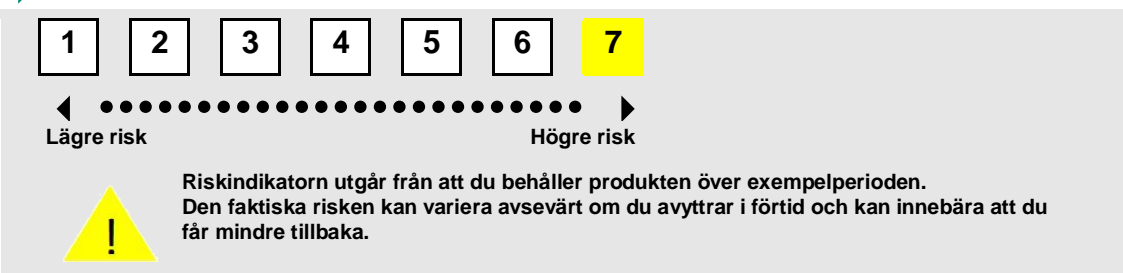 1 2 3 4 5 6 7
Lägre risk Högre risk
Riskindikatorn utgår från att du behåller produkten över exempelperioden.
Den faktiska risken kan variera avsevärt om du avyttrar i förtid och kan innebära att du
får mindre tillbaka.
!